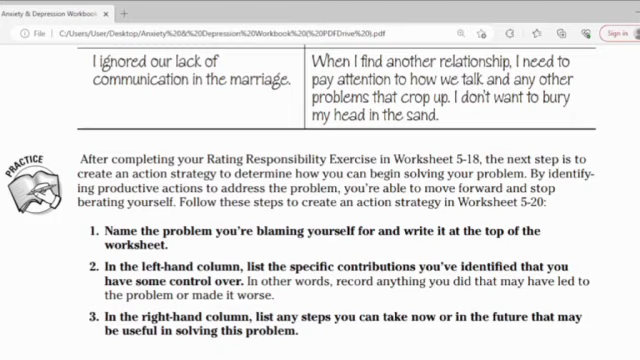 Anxiety & Depression Workbook
File
C:/Users/User/Desktop/Anxiety%20&%20Depression%20Workbook%20(%20PDFDrive%20).pdf
Sign in
I ignored our lack of
communication in the marriage.
When I find another relationship, I need to
pay attention to how we talk and any other
problems that crop up. I don't want to bury
my head in the sand.
PRACTICE
After completing your Rating Responsibility Exercise in Worksheet 5-18, the next step is to
create an action strategy to determine how you can begin solving your problem. By identify-
ing productive actions to address the problem, you're able to move forward and stop
berating yourself. Follow these steps to create an action strategy in Worksheet 5-20:
1. Name the problem you're blaming yourself for and write it at the top of the
worksheet.
2. In the left-hand column, list the specific contributions you've identified that you
have some control over. In other words, record anything you did that may have led to
the problem or made it worse.
3. In the right-hand column, list any steps you can take now or in the future that may
be useful in solving this problem.